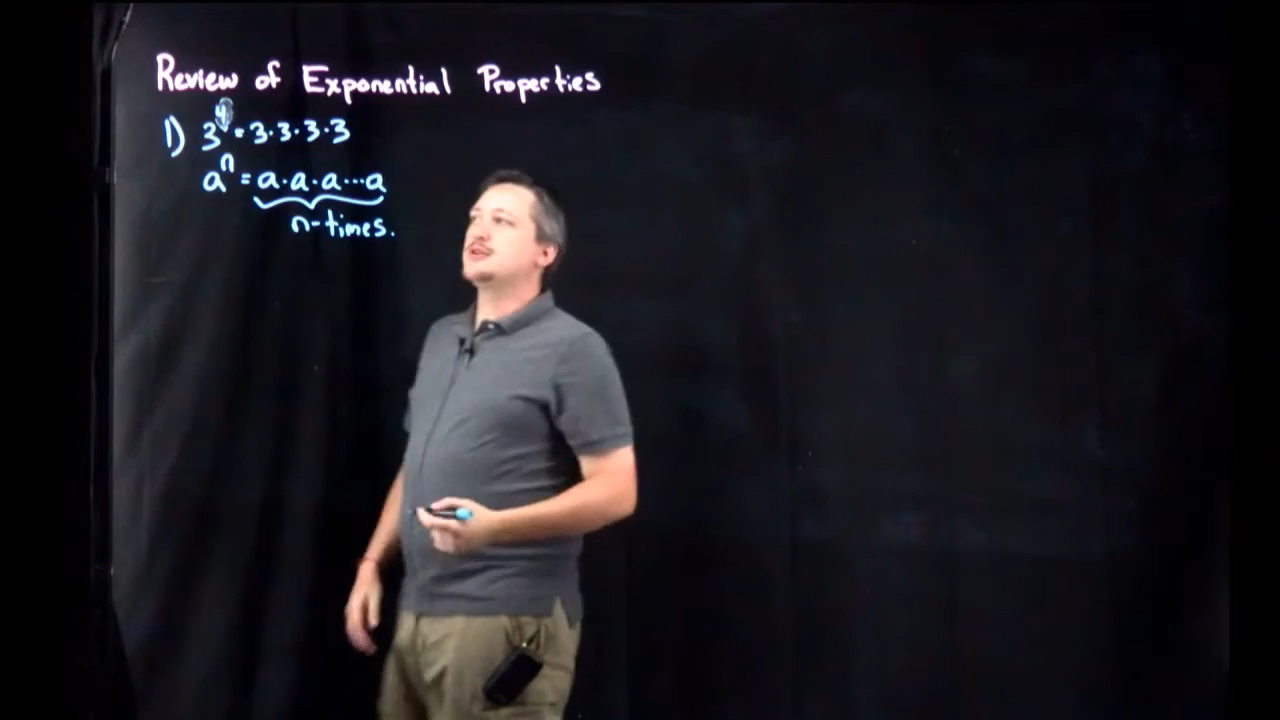 Review of Exponential Properties
1) 3⁴ = 3·3·3·3
aⁿ = a·a·a···a
n-times.